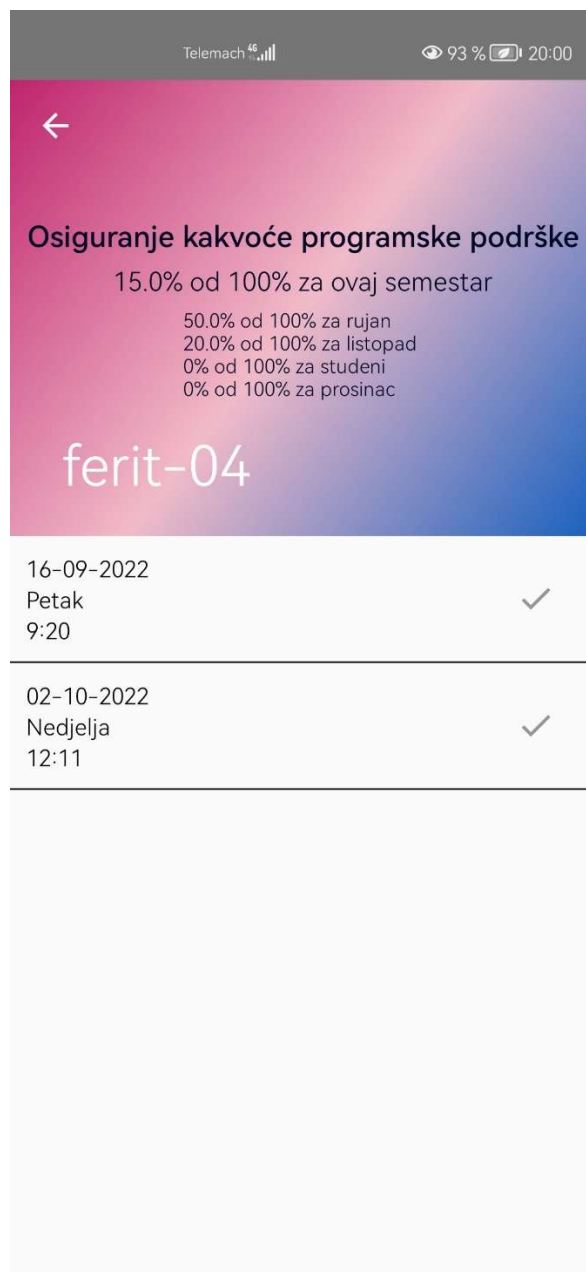 Telemach 4G 93 % 20:00
Osiguranje kakvoće programske podrške
15.0% od 100% za ovaj semestar
50.0% od 100% za rujan
20.0% od 100% za listopad
0% od 100% za studeni
0% od 100% za prosinac
ferit-04
16-09-2022
Petak
9:20
02-10-2022
Nedjelja
12:11